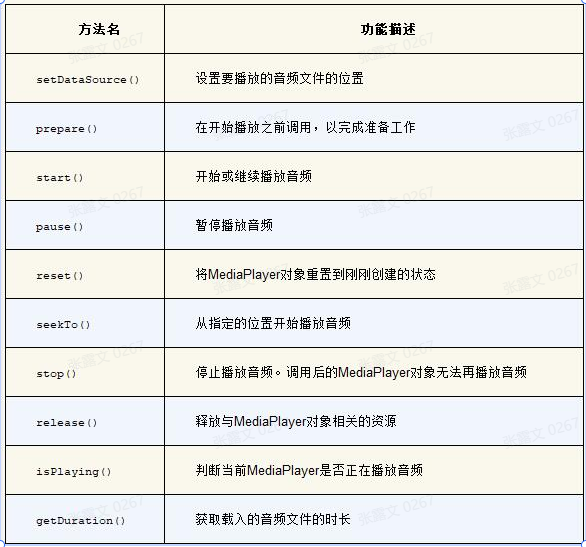 方法名 功能描述
setDataSource() 设置要播放的音频文件的位置
prepare() 在开始播放之前调用，以完成准备工作
start() 开始或继续播放音频
pause() 暂停播放音频
reset() 将MediaPlayer对象重置到刚刚创建的状态
seekTo() 从指定的位置开始播放音频
stop() 停止播放音频。调用后的MediaPlayer对象无法再播放音频
release() 释放与MediaPlayer对象相关的资源
isPlaying() 判断当前MediaPlayer是否正在播放音频
getDuration() 获取载入的音频文件的时长
张露文 0267